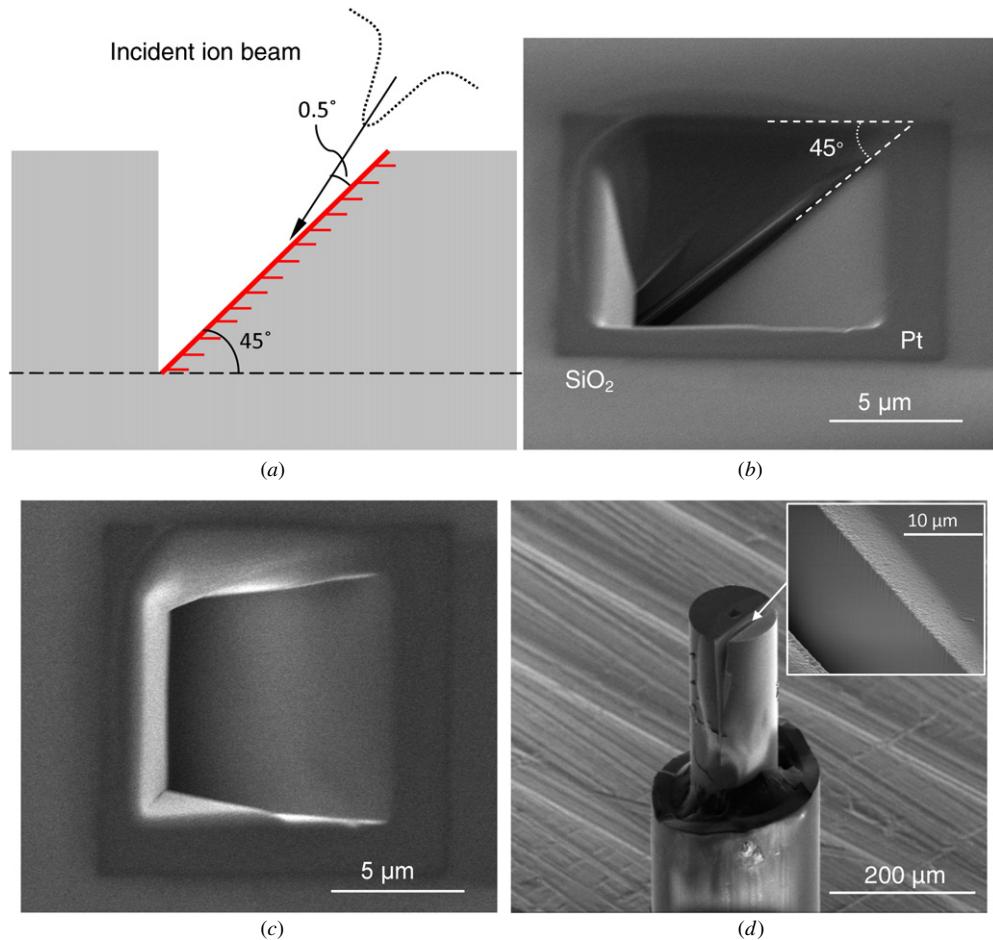 Incident ion beam
0.5°
45°
(a)
45°
Pt
SiO₂
5 µm
(b)
5 µm
(c)
10 µm
200 µm
(d)